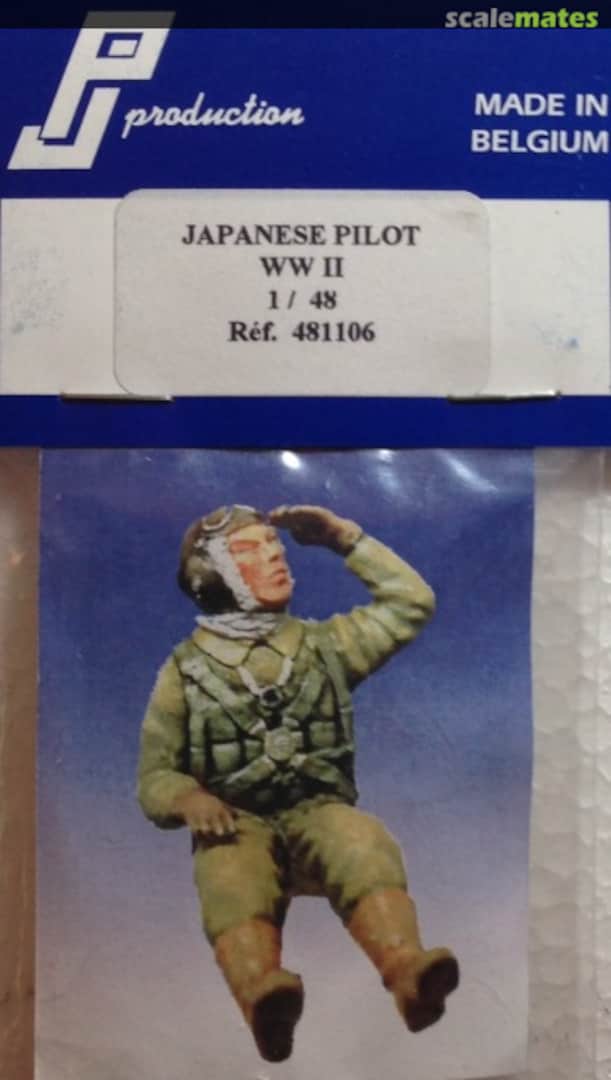 scalemates
PJ production
MADE IN
BELGIUM
JAPANESE PILOT
WW II
1 / 48
Réf. 481106